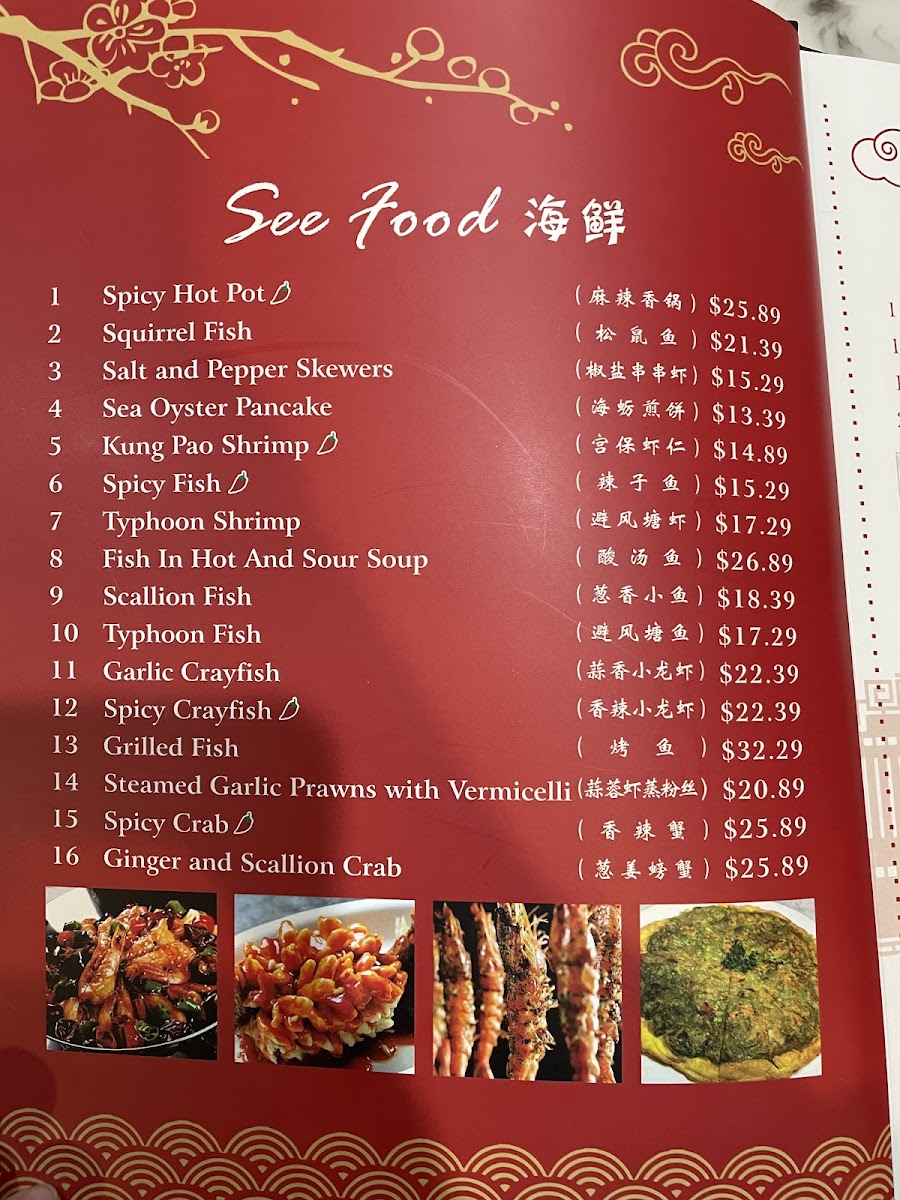 See Food 海鲜
1 Spicy Hot Pot (麻辣香锅) $25.89
2 Squirrel Fish (松鼠鱼) $21.39
3 Salt and Pepper Skewers (椒盐串串虾) $15.29
4 Sea Oyster Pancake (海蛎煎饼) $13.39
5 Kung Pao Shrimp (宫保虾仁) $14.89
6 Spicy Fish (辣子鱼) $15.29
7 Typhoon Shrimp (避风塘虾) $17.29
8 Fish In Hot And Sour Soup (酸汤鱼) $26.89
9 Scallion Fish (葱香小鱼) $18.39
10 Typhoon Fish (避风塘鱼) $17.29
11 Garlic Crayfish (蒜香小龙虾) $22.39
12 Spicy Crayfish (香辣小龙虾) $22.39
13 Grilled Fish (烤鱼) $32.29
14 Steamed Garlic Prawns with Vermicelli (蒜蓉虾蒸粉丝) $20.89
15 Spicy Crab (香辣蟹) $25.89
16 Ginger and Scallion Crab (葱姜螃蟹) $25.89